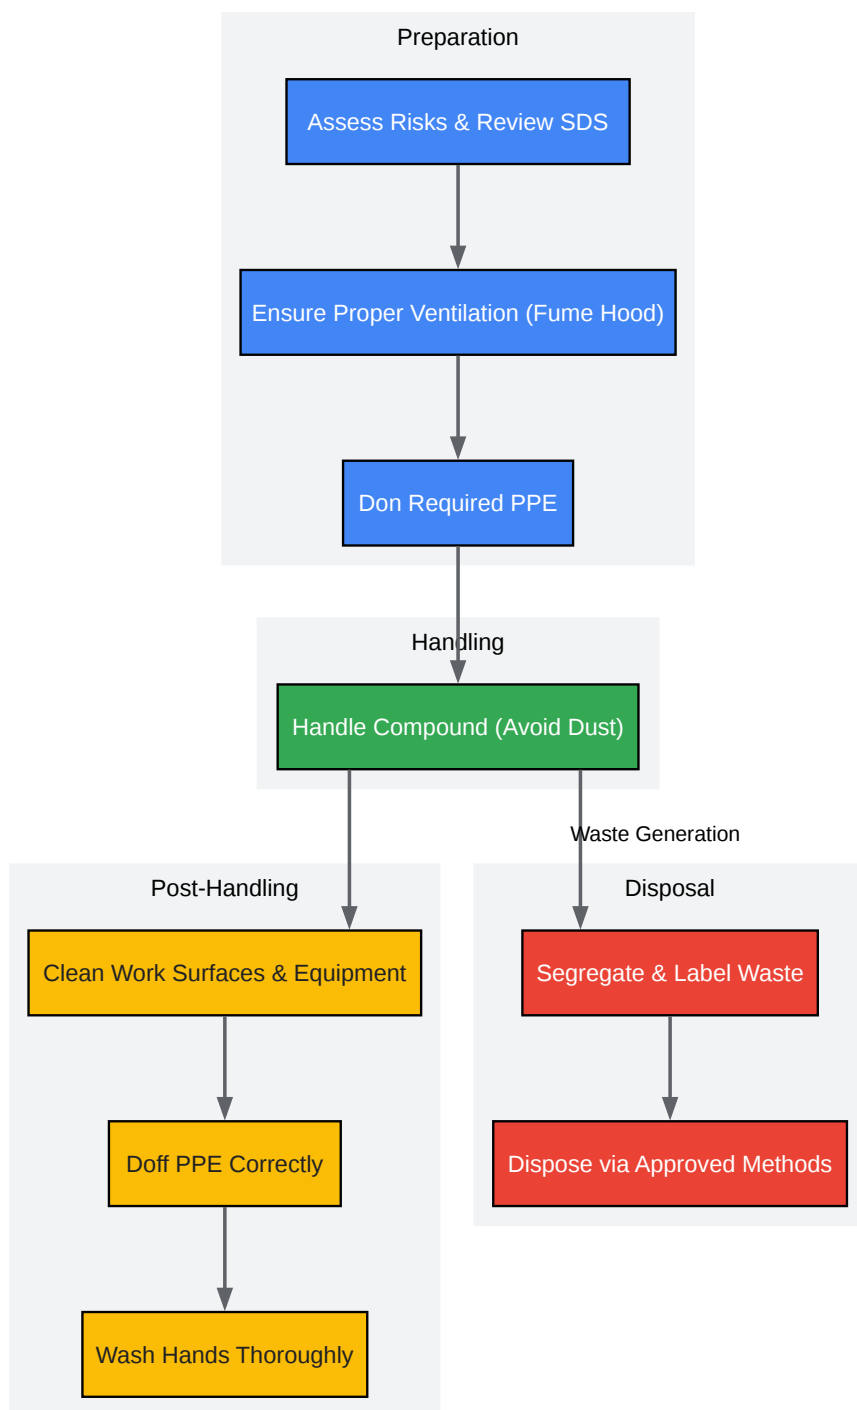 Preparation
Assess Risks & Review SDS
Ensure Proper Ventilation (Fume Hood)
Don Required PPE
Handling
Handle Compound (Avoid Dust)
Waste Generation
Post-Handling
Clean Work Surfaces & Equipment
Doff PPE Correctly
Wash Hands Thoroughly
Disposal
Segregate & Label Waste
Dispose via Approved Methods